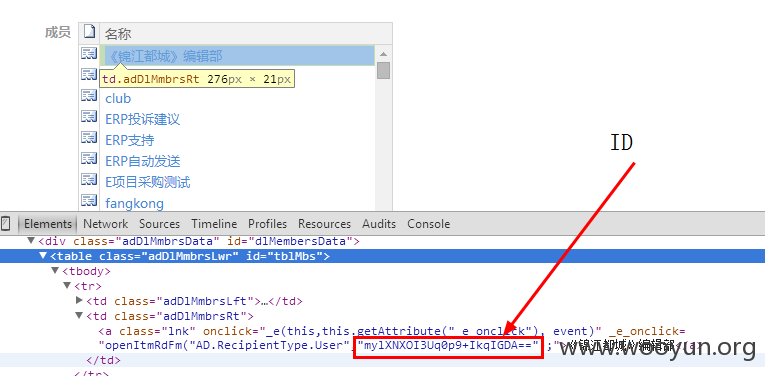 成员 名称
《锦江都城》编辑部
td.adDlMmbrsRt 276px × 21px
club
ERP投诉建议
ERP支持
ERP自动发送
E项目采购测试
fangkong
ID
Elements Network Sources Timeline Profiles Resources Audits Console
▼<div class="adDlMmbrsData" id="dlMembersData">
▼<table class="adDlMmbrsLwr" id="tblMbs">
▼<tbody>
▼<tr>
▶<td class="adDlMmbrsLft">…</td>
▼<td class="adDlMmbrsRt">
<a class="lnk" onclick="_e(this,this.getAttribute("_e_onclick"), event)" _e_onclick=
"openItmRdFm("AD.RecipientType.User","mylXNXOI3Uq0p9+IkqIGDA==" ;">《锦江都城》编辑部</a>
</td>
</tr>
www.wooyun.org